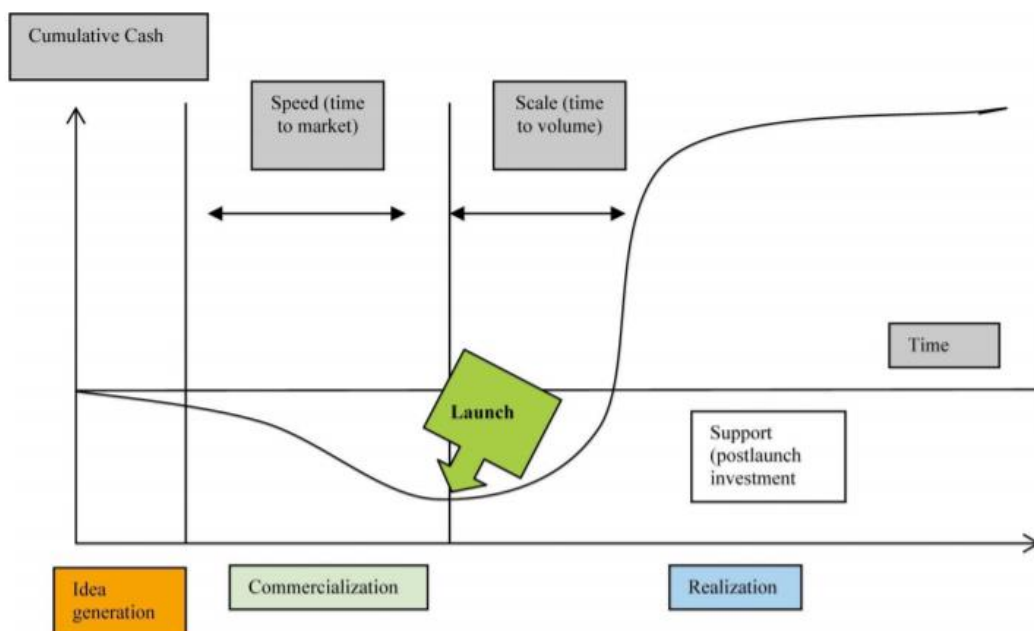 Cumulative Cash
Speed (time
to market)
Scale (time
to volume)
Time
Launch
Support
(postlaunch
investment
Idea
generation
Commercialization
Realization